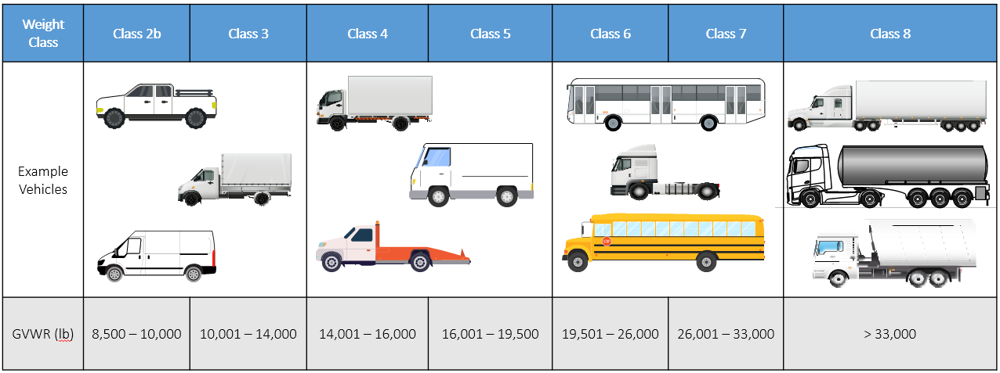 Weight
Class
Class 2b
Class 3
Class 4
Class 5
Class 6
Class 7
Class 8
Example
Vehicles
STOP
GVWR (lb)
8,500 – 10,000
10,001 – 14,000
14,001 – 16,000
16,001 – 19,500
19,501 – 26,000
26,001 – 33,000
> 33,000